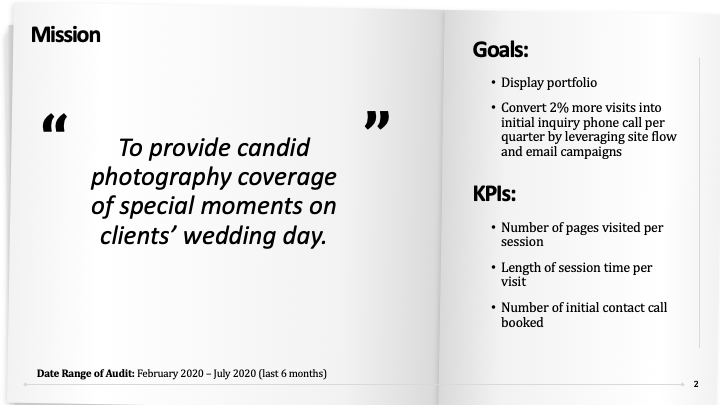 Mission
“ ”
To provide candid
photography coverage
of special moments on
clients’ wedding day.
Date Range of Audit: February 2020 – July 2020 (last 6 months)
Goals:
• Display portfolio
• Convert 2% more visits into
initial inquiry phone call per
quarter by leveraging site flow
and email campaigns
KPIs:
• Number of pages visited per
session
• Length of session time per
visit
• Number of initial contact call
booked
2